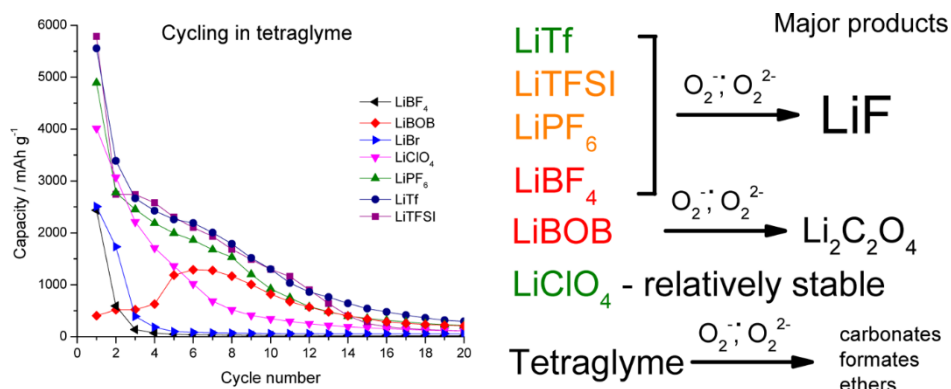 Cycling in tetraglyme
Capacity / mAh g⁻¹
6000
5000
4000
3000
2000
1000
0
0 2 4 6 8 10 12 14 16 18 20
Cycle number
LiBF₄
LiBOB
LiBr
LiClO₄
LiPF₆
LiTf
LiTFSI
Major products
LiTf
LiTFSI
LiPF₆
LiBF₄
O₂⁻; O₂²⁻
LiF
LiBOB
O₂⁻; O₂²⁻
Li₂C₂O₄
LiClO₄ - relatively stable
Tetraglyme
O₂⁻; O₂²⁻
carbonates
formates
ethers